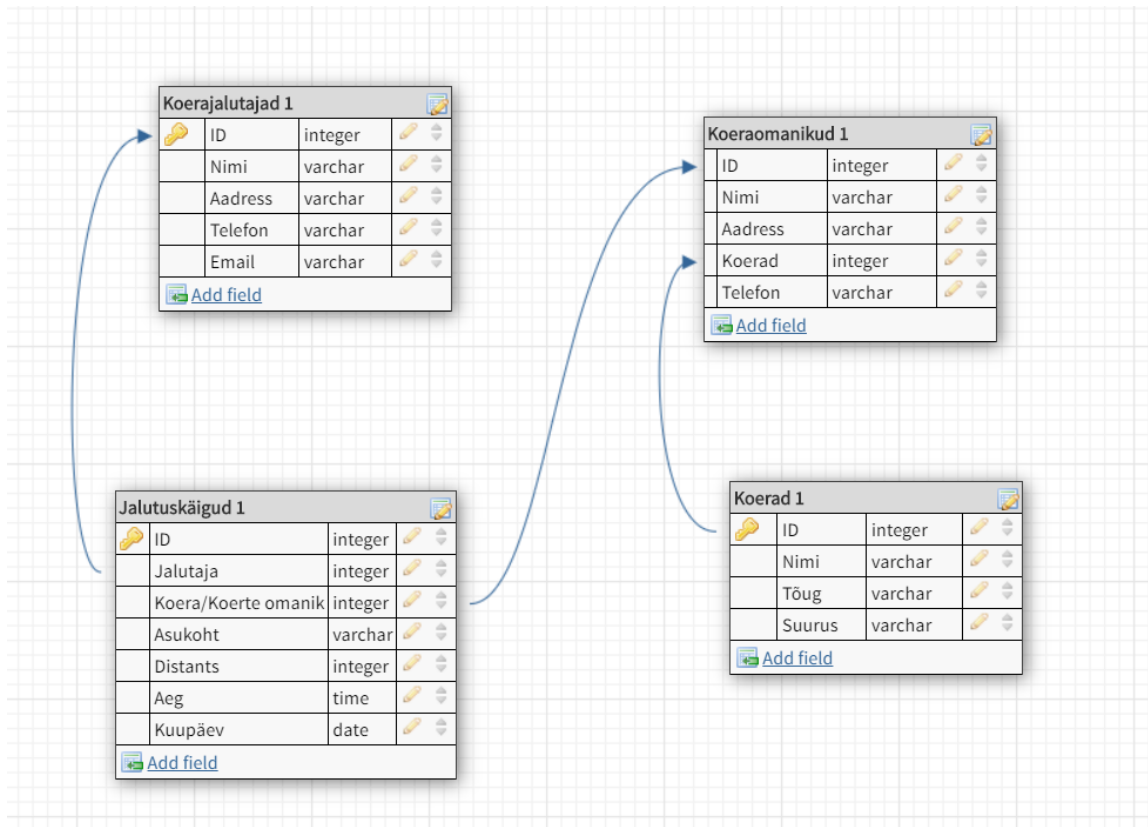 Koerajalutajad 1
ID integer
Nimi varchar
Aadress varchar
Telefon varchar
Email varchar
Add field
Koeraomanikud 1
ID integer
Nimi varchar
Aadress varchar
Koerad integer
Telefon varchar
Add field
Jalutuskäigud 1
ID integer
Jalutaja integer
Koera/Koerte omanik integer
Asukoht varchar
Distants integer
Aeg time
Kuupäev date
Add field
Koerad 1
ID integer
Nimi varchar
Tõug varchar
Suurus varchar
Add field